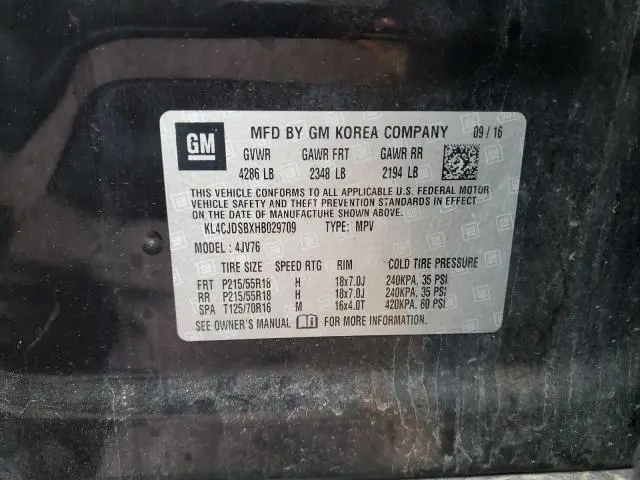 GM MFD BY GM KOREA COMPANY 09/16
GVWR GAWR FRT GAWR RR
4286 LB 2348 LB 2194 LB
THIS VEHICLE CONFORMS TO ALL APPLICABLE U.S. FEDERAL MOTOR
VEHICLE SAFETY AND THEFT PREVENTION STANDARDS IN EFFECT
ON THE DATE OF MANUFACTURE SHOWN ABOVE.
KL4CJDSBXHB029709 TYPE: MPV
MODEL: 4JV76
TIRE SIZE SPEED RTG RIM COLD TIRE PRESSURE
FRT P215/55R18 H 18x7.0J 240KPA, 35 PSI
RR P215/55R18 H 18x7.0J 240KPA, 35 PSI
SPA T125/70R16 M 16x4.0T 420KPA, 60 PSI
SEE OWNER'S MANUAL FOR MORE INFORMATION.